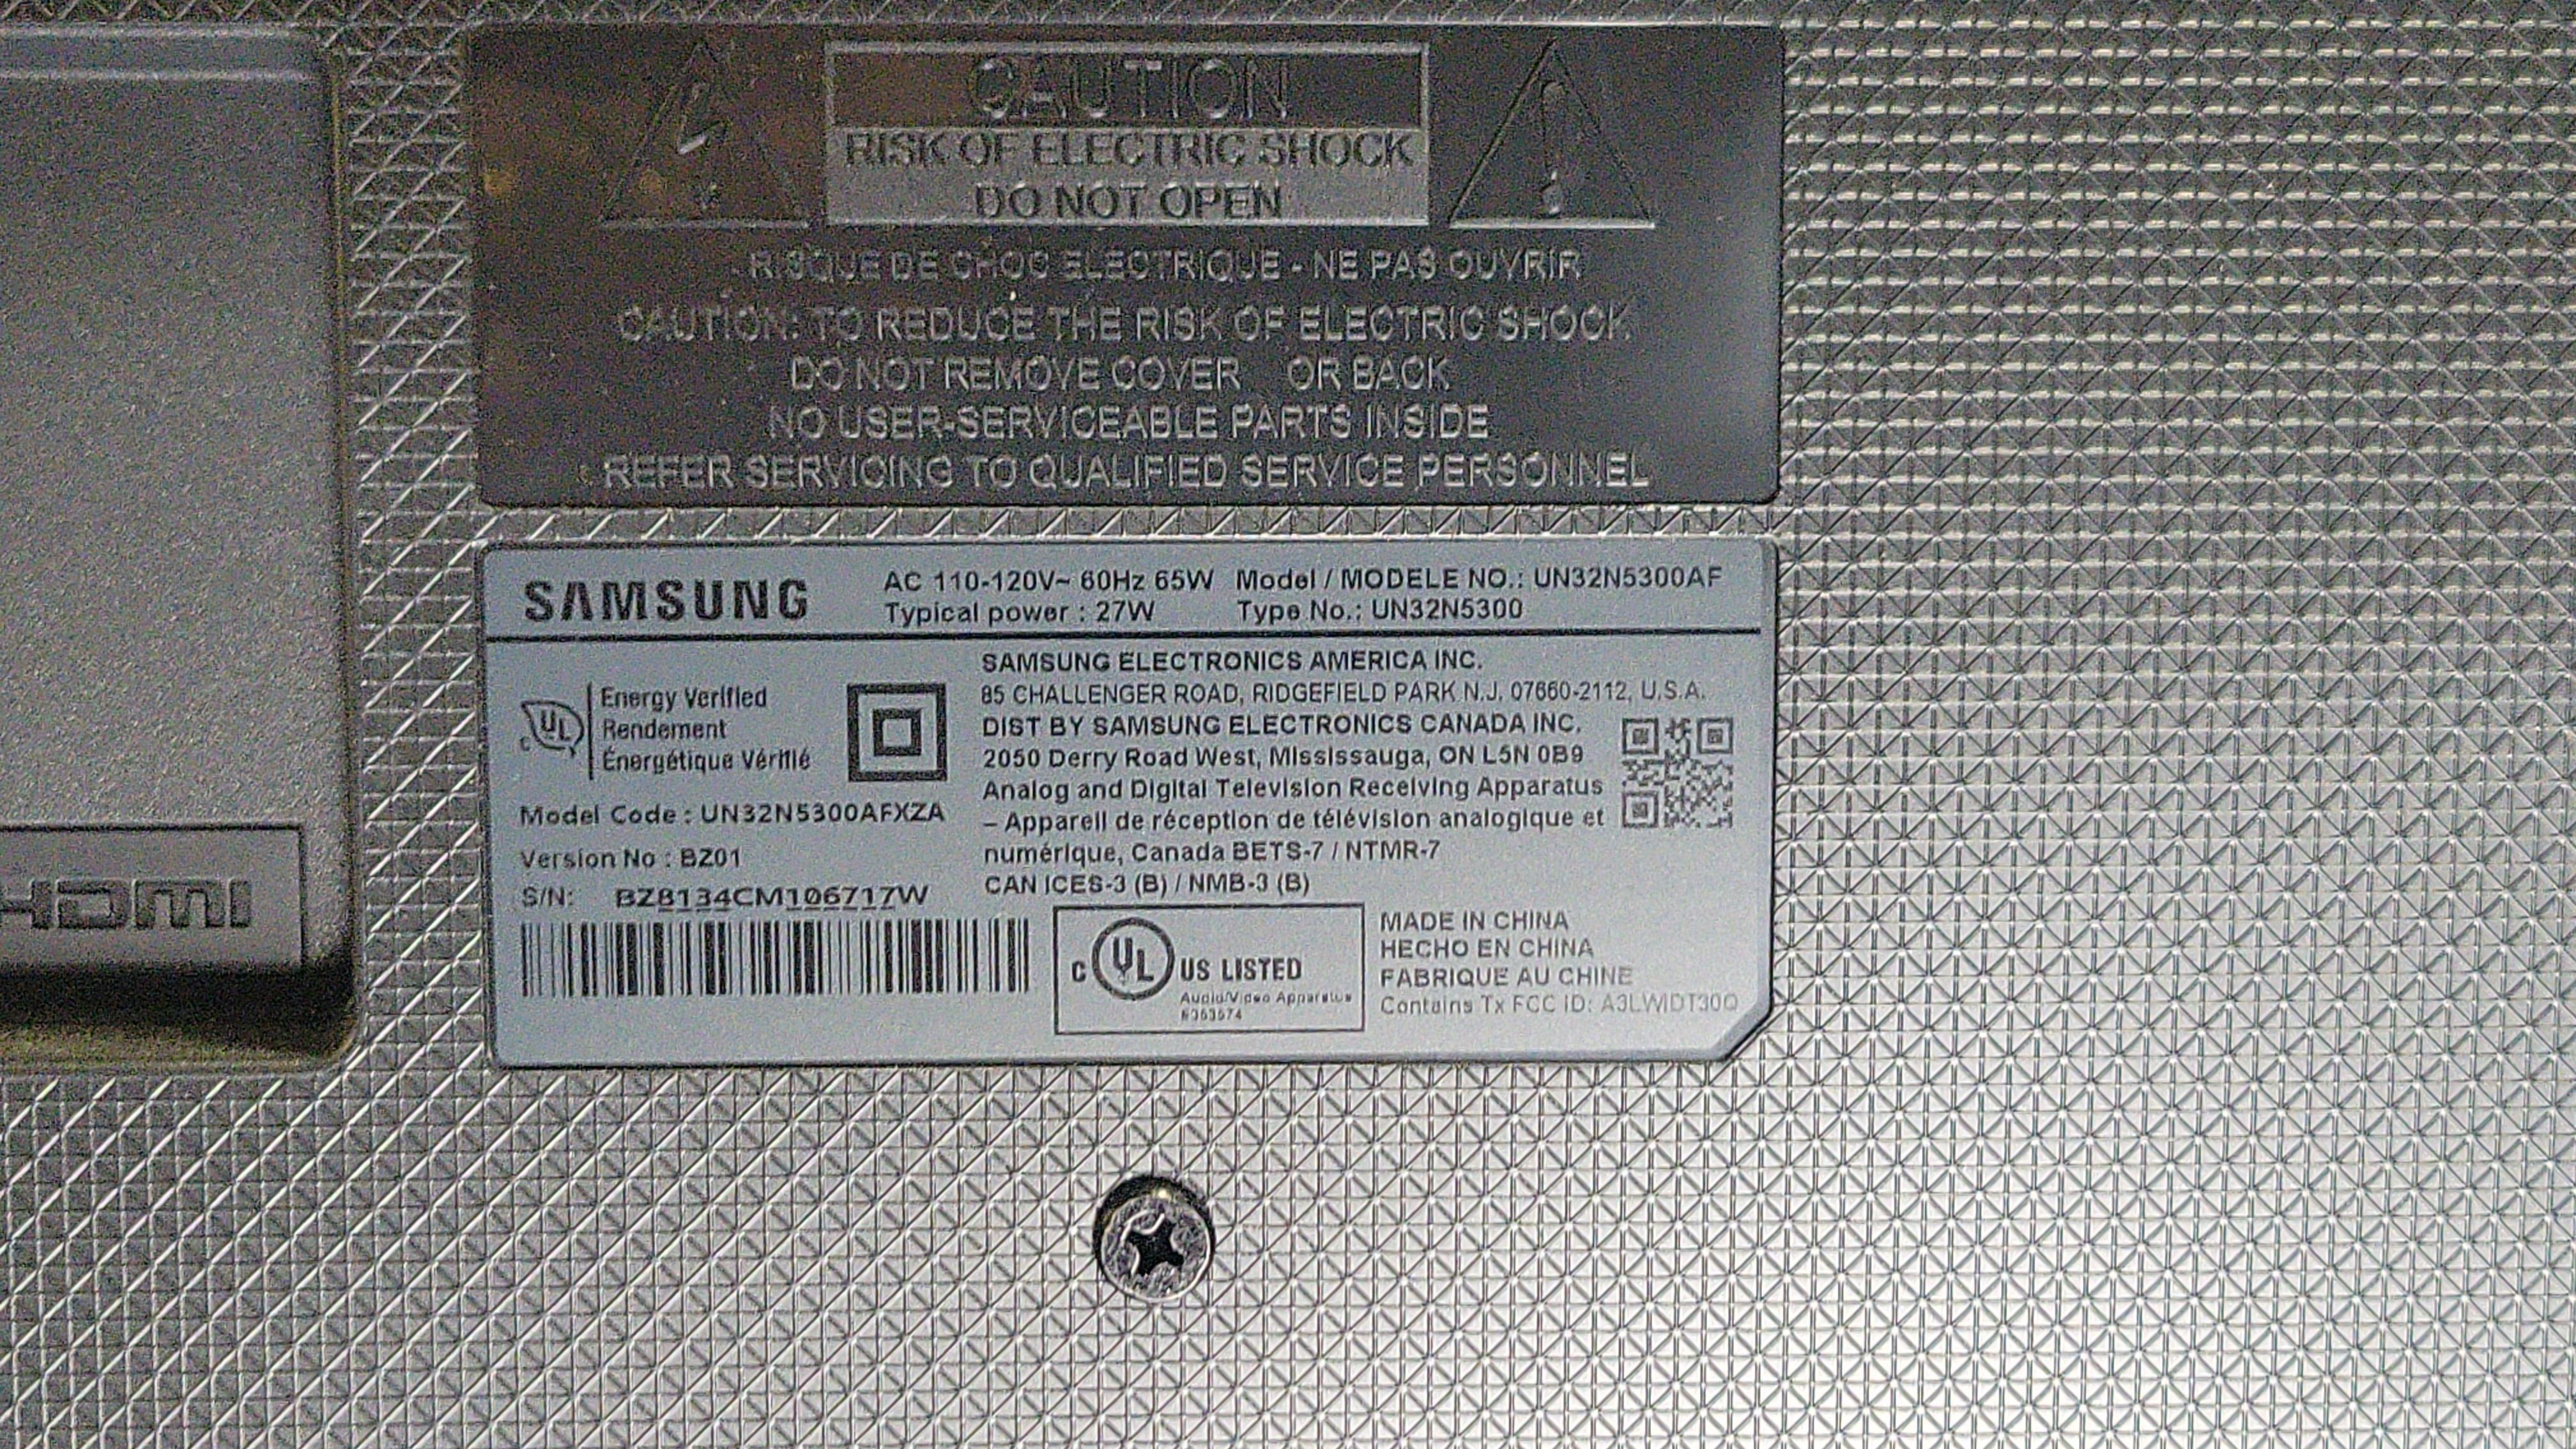 CAUTION
RISK OF ELECTRIC SHOCK
DO NOT OPEN
RISQUE DE CHOC ELECTRIQUE - NE PAS OUVRIR
CAUTION: TO REDUCE THE RISK OF ELECTRIC SHOCK
DO NOT REMOVE COVER OR BACK
NO USER-SERVICEABLE PARTS INSIDE
REFER SERVICING TO QUALIFIED SERVICE PERSONNEL
SAMSUNG
AC 110-120V~ 60Hz 65W Model / MODELE NO.: UN32N5300AF
Typical power : 27W Type No.: UN32N5300
UL
c
Energy Verified
Rendement
Énergétique Vérifié
Model Code : UN32N5300AFXZA
Version No : BZ01
S/N: BZ8134CM106717W
SAMSUNG ELECTRONICS AMERICA INC.
85 CHALLENGER ROAD, RIDGEFIELD PARK N.J. 07660-2112, U.S.A.
DIST BY SAMSUNG ELECTRONICS CANADA INC.
2050 Derry Road West, Mississauga, ON L5N 0B9
Analog and Digital Television Receiving Apparatus
– Appareil de réception de télévision analogique et
numérique, Canada BETS-7 / NTMR-7
CAN ICES-3 (B) / NMB-3 (B)
c UL US LISTED
Audio/Video Apparatus
MADE IN CHINA
HECHO EN CHINA
FABRIQUE AU CHINE
Contains Tx FCC ID: A3LWIDT30Q
HDMI